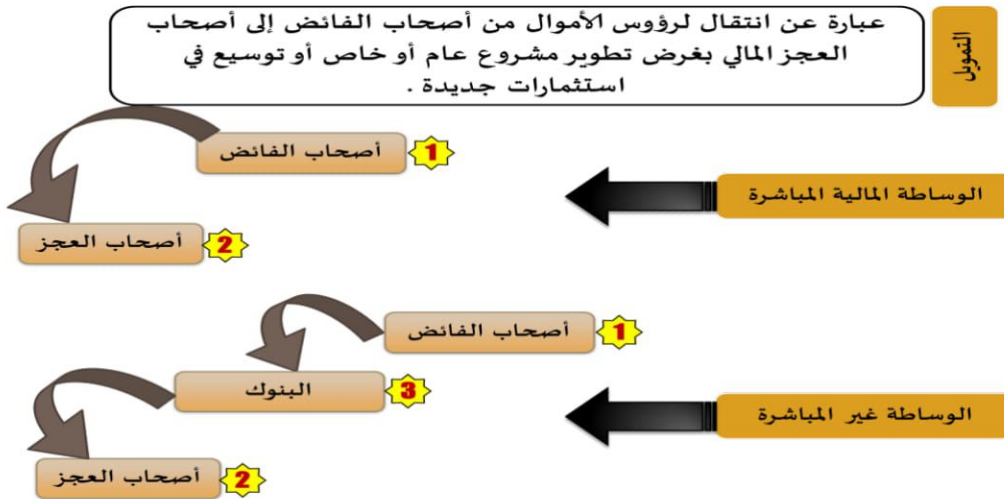 التمويل
عبارة عن انتقال لرؤوس الأموال من أصحاب الفائض إلى أصحاب
العجز المالي بغرض تطوير مشروع عام أو خاص أو توسيع في
استثمارات جديدة .
الوساطة المالية المباشرة
1 أصحاب الفائض
2 أصحاب العجز
الوساطة غير المباشرة
1 أصحاب الفائض
3 البنوك
2 أصحاب العجز